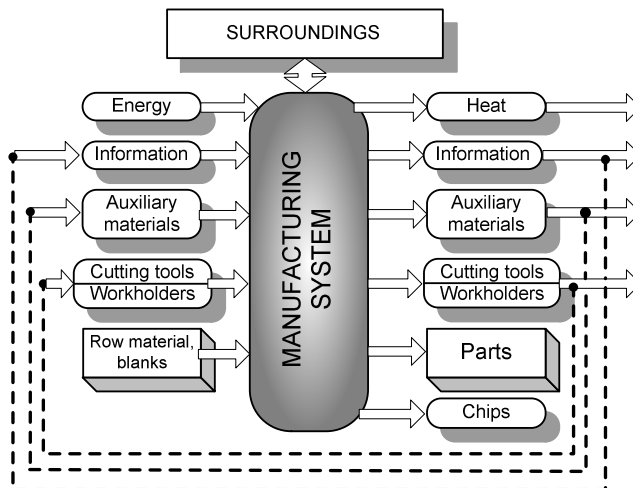 SURROUNDINGS
Energy
Information
Auxiliary
materials
Cutting tools
Workholders
Row material,
blanks
MANUFACTURING
SYSTEM
Heat
Information
Auxiliary
materials
Cutting tools
Workholders
Parts
Chips